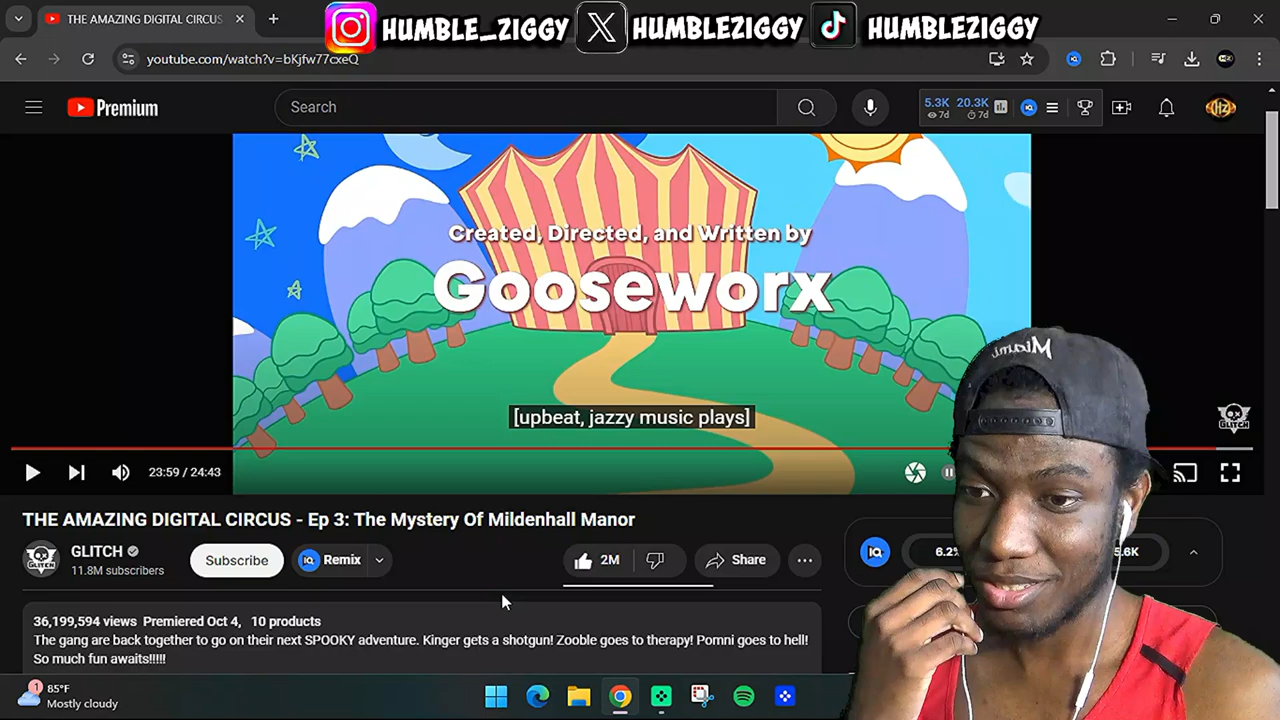 THE AMAZING DIGITAL CIRCUS
HUMBLE_ZIGGY
HUMBLEZIGGY
HUMBLEZIGGY
youtube.com/watch?v=bKjfw77cxeQ
Premium
Search
5.3K 20.3K
7d 7d
Hz
Created, Directed, and Written by
Gooseworx
[upbeat, jazzy music plays]
GLITCH
23:59 / 24:43
Miami
THE AMAZING DIGITAL CIRCUS - Ep 3: The Mystery Of Mildenhall Manor
GLITCH
11.8M subscribers
Subscribe
IQ
Remix
2M
Share
IQ
6.2%
5.6K
36,199,594 views Premiered Oct 4, 10 products
The gang are back together to go on their next SPOOKY adventure. Kinger gets a shotgun! Zooble goes to therapy! Pomni goes to hell!
So much fun awaits!!!!!
1
85°F
Mostly cloudy